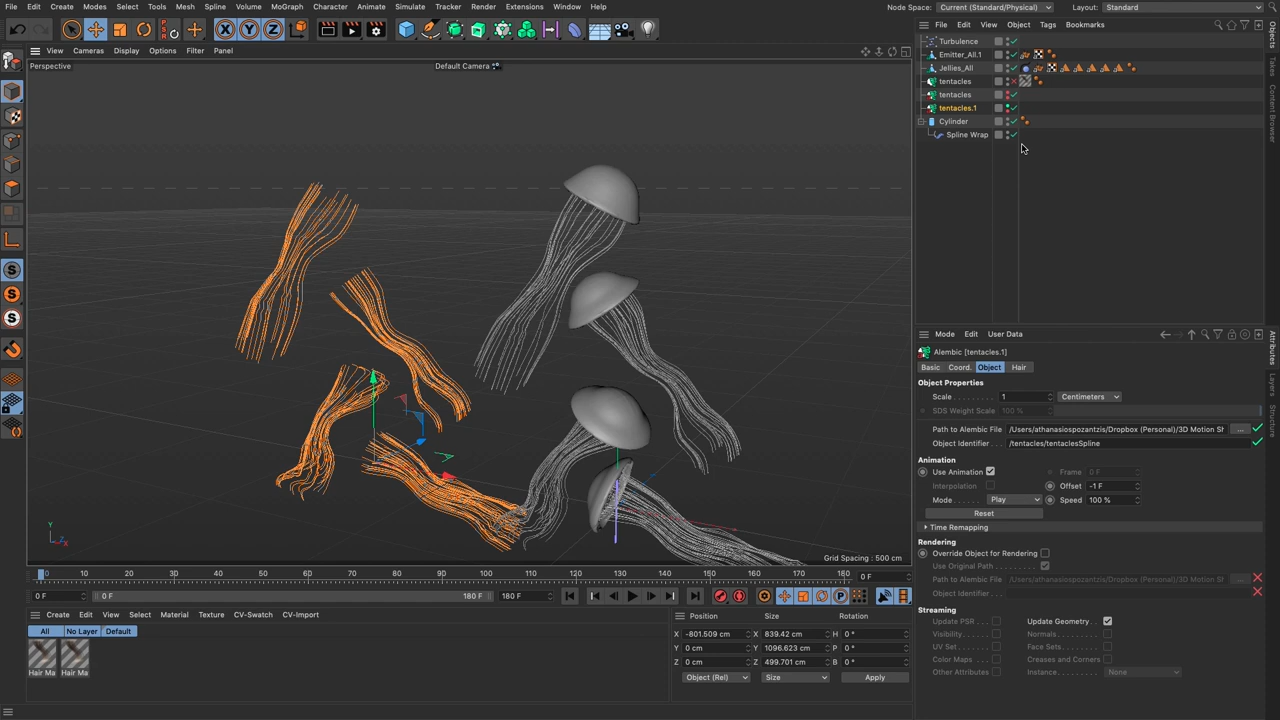 File Edit Create Modes Select Tools Mesh Spline Volume MoGraph Character Animate Simulate Tracker Render Extensions Window Help
Node Space: Current (Standard/Physical) Layout: Standard
X Y Z
File Edit View Object Tags Bookmarks
View Cameras Display Options Filter Panel
Perspective Default Camera
Turbulence
Emitter_All.1
Jellies_All
tentacles
tentacles
tentacles.1
Cylinder
Spline Wrap
Objects
Takes
Content Browser
S
S
S
Y
Z X
Grid Spacing : 500 cm
Mode Edit User Data
Alembic [tentacles.1]
Basic Coord. Object Hair
Attributes
Layers
Structure
Object Properties
Scale 1 Centimeters
SDS Weight Scale 100 %
Path to Alembic File /Users/athanasiospozantzis/Dropbox (Personal)/3D Motion Sh ...
Object Identifier /tentacles/tentaclesSpline
Animation
Use Animation Frame 0 F
Interpolation Offset -1 F
Mode Play Speed 100 %
Reset
Time Remapping
Rendering
Override Object for Rendering
Use Original Path
Path to Alembic File /Users/athanasiospozantzis/Dropbox (Personal)/3D Motion Sh ...
Object Identifier
Streaming
Update PSR Update Geometry
Visibility Normals
UV Set Face Sets
Color Maps Creases and Corners
Other Attributes Instance None
0 10 20 30 40 50 60 70 80 90 100 110 120 130 140 150 160 170 180 0 F
0 F 0 F 180 F 180 F
P
Create Edit View Select Material Texture CV-Swatch CV-Import
All No Layer Default
Hair Ma Hair Ma
Position Size Rotation
X -801.509 cm X 839.42 cm H 0 °
Y 0 cm Y 1096.623 cm P 0 °
Z 0 cm Z 499.701 cm B 0 °
Object (Rel) Size Apply